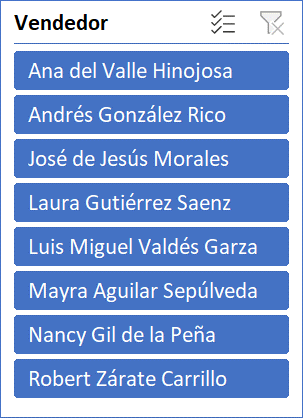 Vendedor
Ana del Valle Hinojosa
Andrés González Rico
José de Jesús Morales
Laura Gutiérrez Saenz
Luis Miguel Valdés Garza
Mayra Aguilar Sepúlveda
Nancy Gil de la Peña
Robert Zárate Carrillo